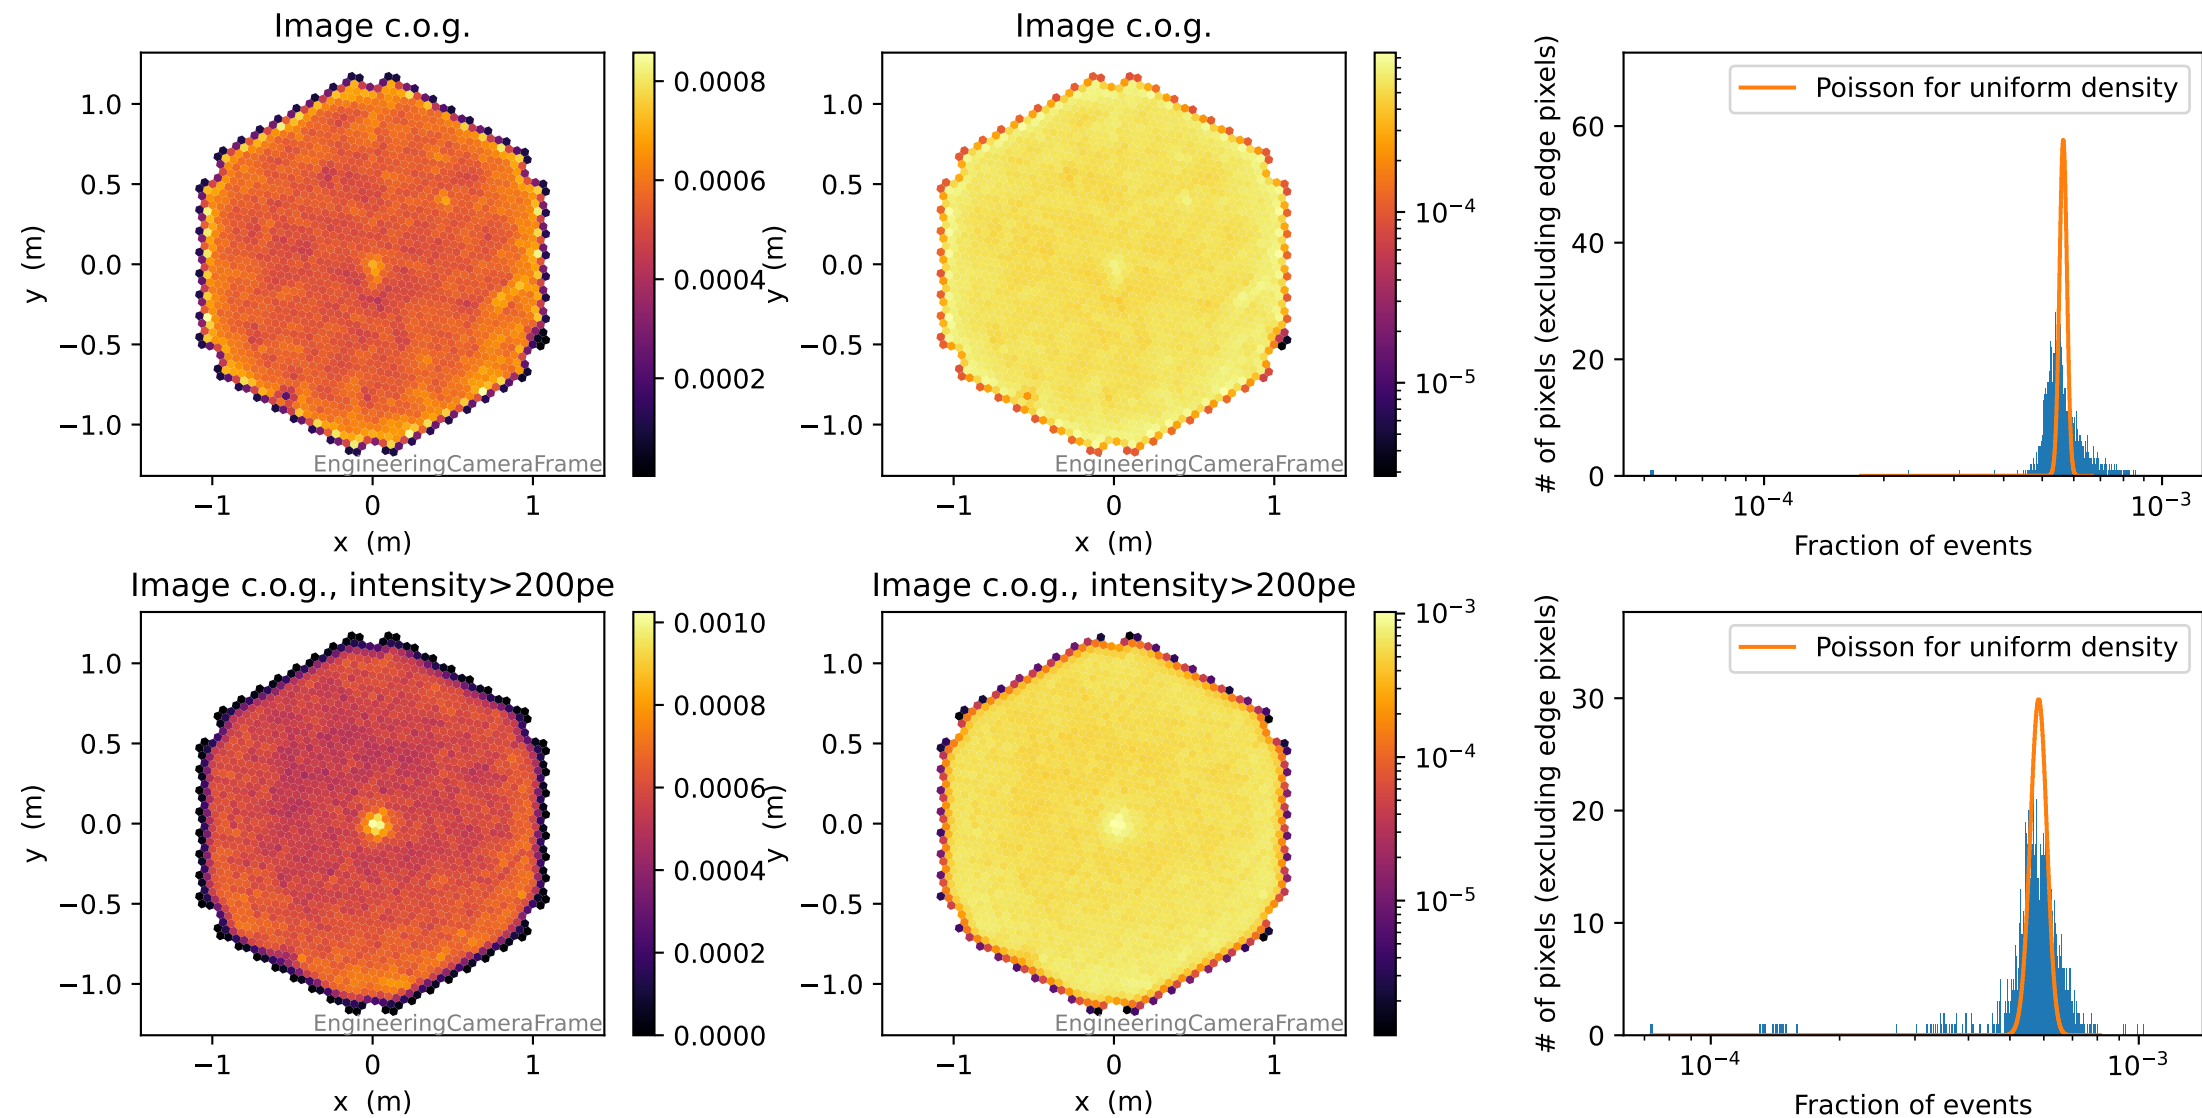 Image c.o.g.
1.0
0.5
0.0
−0.5
−1.0
y (m)
−1
0
1
x (m)
EngineeringCameraFrame
0.0008
0.0006
0.0004
0.0002
Image c.o.g.
1.0
0.5
0.0
−0.5
−1.0
y (m)
−1
0
1
x (m)
EngineeringCameraFrame
10⁻⁴
10⁻⁵
# of pixels (excluding edge pixels)
60
40
20
0
Poisson for uniform density
10⁻⁴
10⁻³
Fraction of events
Image c.o.g., intensity>200pe
1.0
0.5
0.0
−0.5
−1.0
y (m)
−1
0
1
x (m)
EngineeringCameraFrame
0.0010
0.0008
0.0006
0.0004
0.0002
0.0000
Image c.o.g., intensity>200pe
1.0
0.5
0.0
−0.5
−1.0
y (m)
−1
0
1
x (m)
EngineeringCameraFrame
10⁻³
10⁻⁴
10⁻⁵
# of pixels (excluding edge pixels)
30
20
10
0
Poisson for uniform density
10⁻⁴
10⁻³
Fraction of events